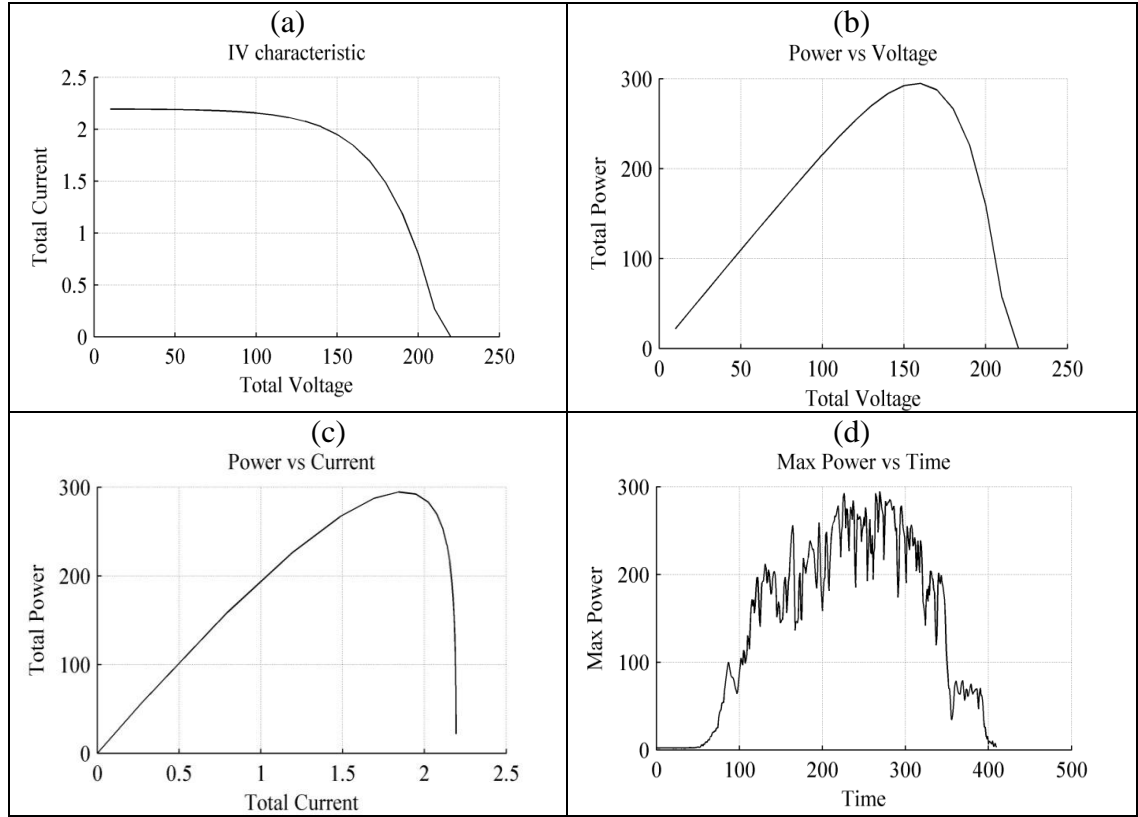 (a)
IV characteristic
2.5
2
1.5
1
0.5
0
Total Current
0 50 100 150 200 250
Total Voltage
(b)
Power vs Voltage
300
200
100
0
Total Power
0 50 100 150 200 250
Total Voltage
(c)
Power vs Current
300
200
100
0
Total Power
0 0.5 1 1.5 2 2.5
Total Current
(d)
Max Power vs Time
300
200
100
0
Max Power
0 100 200 300 400 500
Time